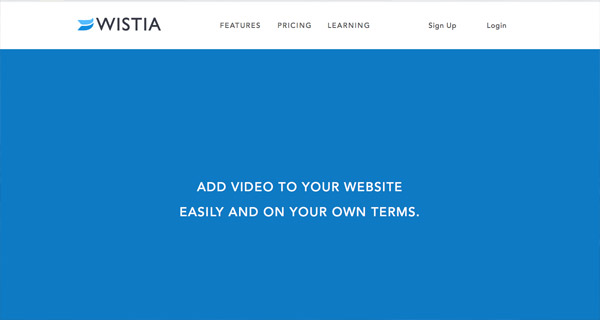 WISTIA FEATURES PRICING LEARNING Sign Up Login
ADD VIDEO TO YOUR WEBSITE
EASILY AND ON YOUR OWN TERMS.